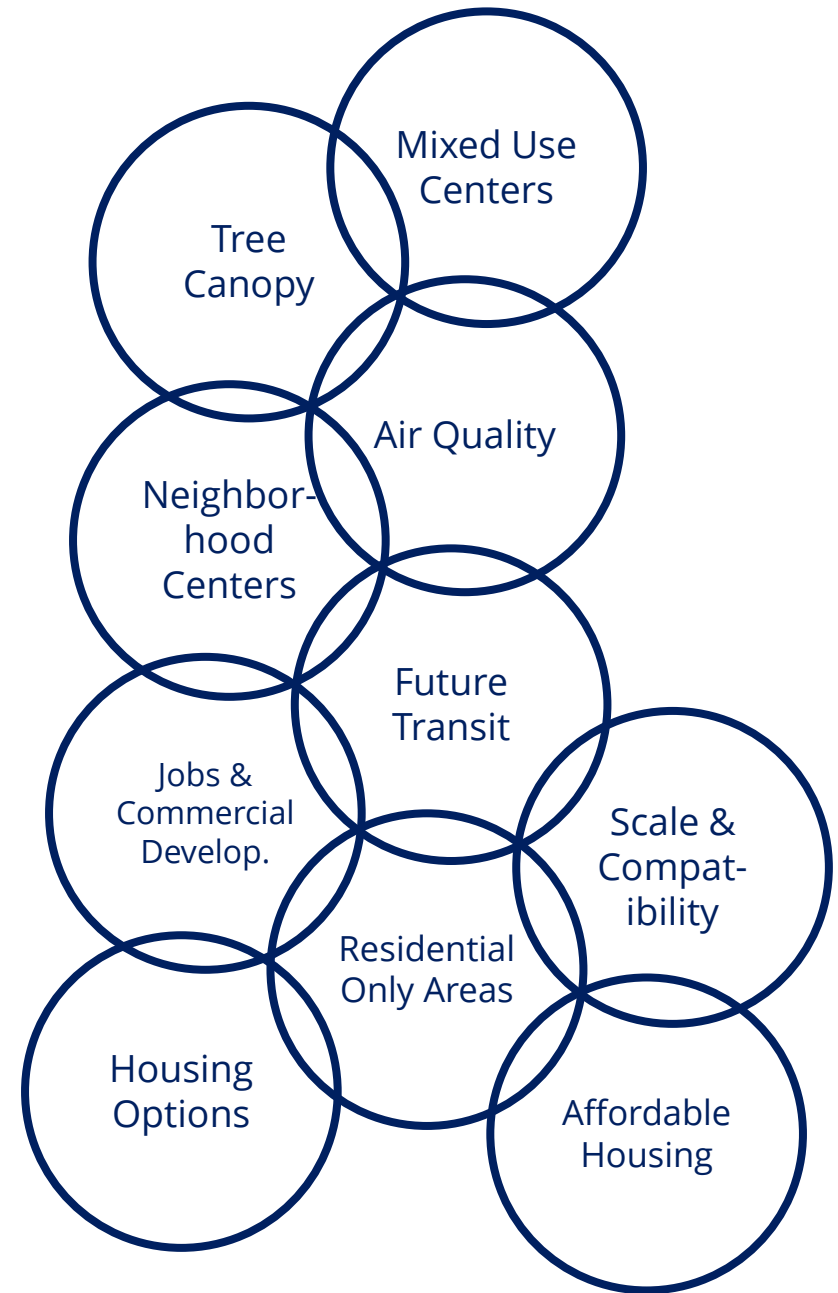 Mixed Use
Centers
Tree
Canopy
Air Quality
Neighbor-
hood
Centers
Future
Transit
Jobs &
Commercial
Develop.
Scale &
Compat-
ibility
Residential
Only Areas
Housing
Options
Affordable
Housing